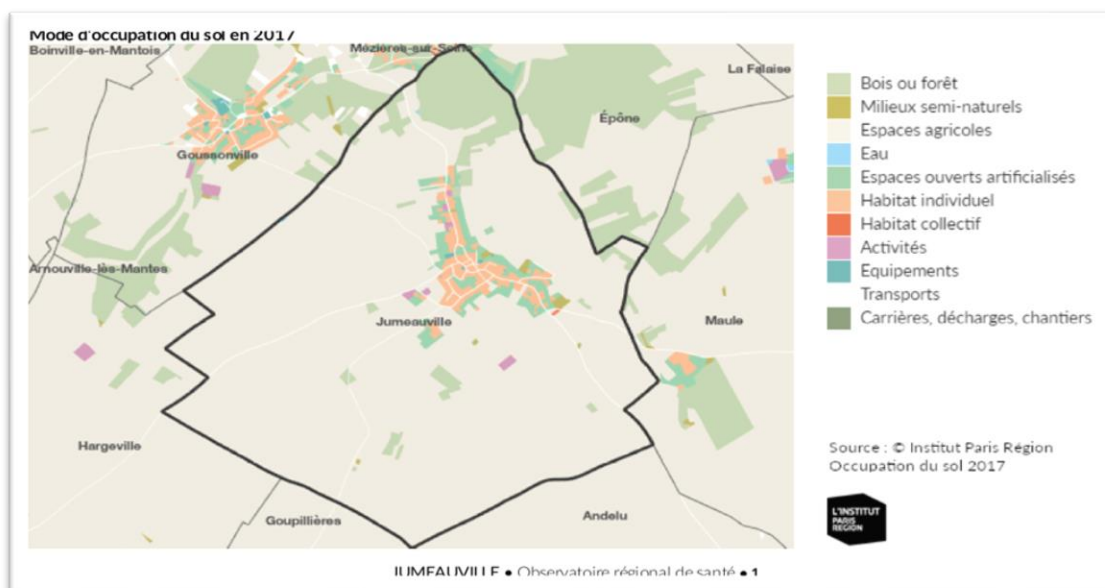 Mode d'occupation du sol en 2017
Boinville-en-Mantois
Mézières-sur-Seine
La Falaise
Épône
Goussonville
Arnouville-lès-Mantes
Jumeauville
Maule
Hargeville
Goupillières
Andelu
Bois ou forêt
Milieux semi-naturels
Espaces agricoles
Eau
Espaces ouverts artificialisés
Habitat individuel
Habitat collectif
Activités
Equipements
Transports
Carrières, décharges, chantiers
Source : © Institut Paris Région
Occupation du sol 2017
L'INSTITUT
PARIS
REGION
JUMEAUVILLE • Observatoire régional de santé • 1